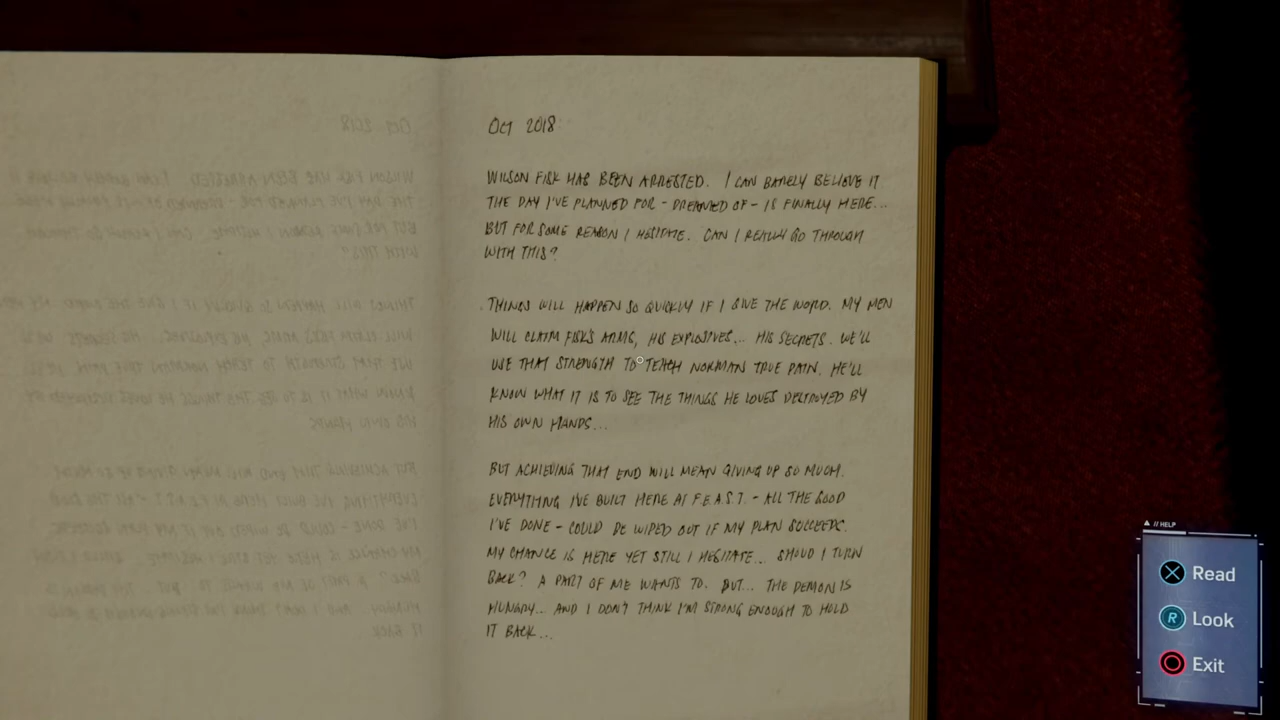 Oct 2018
WILSON FISK HAS BEEN ARRESTED. I CAN BARELY BELIEVE IT
THE DAY I'VE PLANNED FOR - DREAMED OF - IS FINALLY HERE...
BUT FOR SOME REASON I HESITATE. CAN I REALLY GO THROUGH
WITH THIS?
THINGS WILL HAPPEN SO QUICKLY IF I GIVE THE WORD. MY MEN
WILL CLAIM FISK'S ARMS, HIS EXPLOSIVES... HIS SECRETS. WE'LL
USE THAT STRENGTH TO TEACH NORMAN TRUE PAIN. HE'LL
KNOW WHAT IT IS TO SEE THE THINGS HE LOVES DESTROYED BY
HIS OWN HANDS...
BUT ACHIEVING THAT END WILL MEAN GIVING UP SO MUCH.
EVERYTHING I'VE BUILT HERE AT F.E.A.S.T. - ALL THE GOOD
I'VE DONE - COULD BE WIPED OUT IF MY PLAN SUCCEEDS.
MY CHANCE IS HERE YET STILL I HESITATE... SHOULD I TURN
BACK? A PART OF ME WANTS TO. BUT... THE DEMON IS
HUNGRY... AND I DON'T THINK I'M STRONG ENOUGH TO HOLD
IT BACK...
// HELP
Read
R Look
Exit